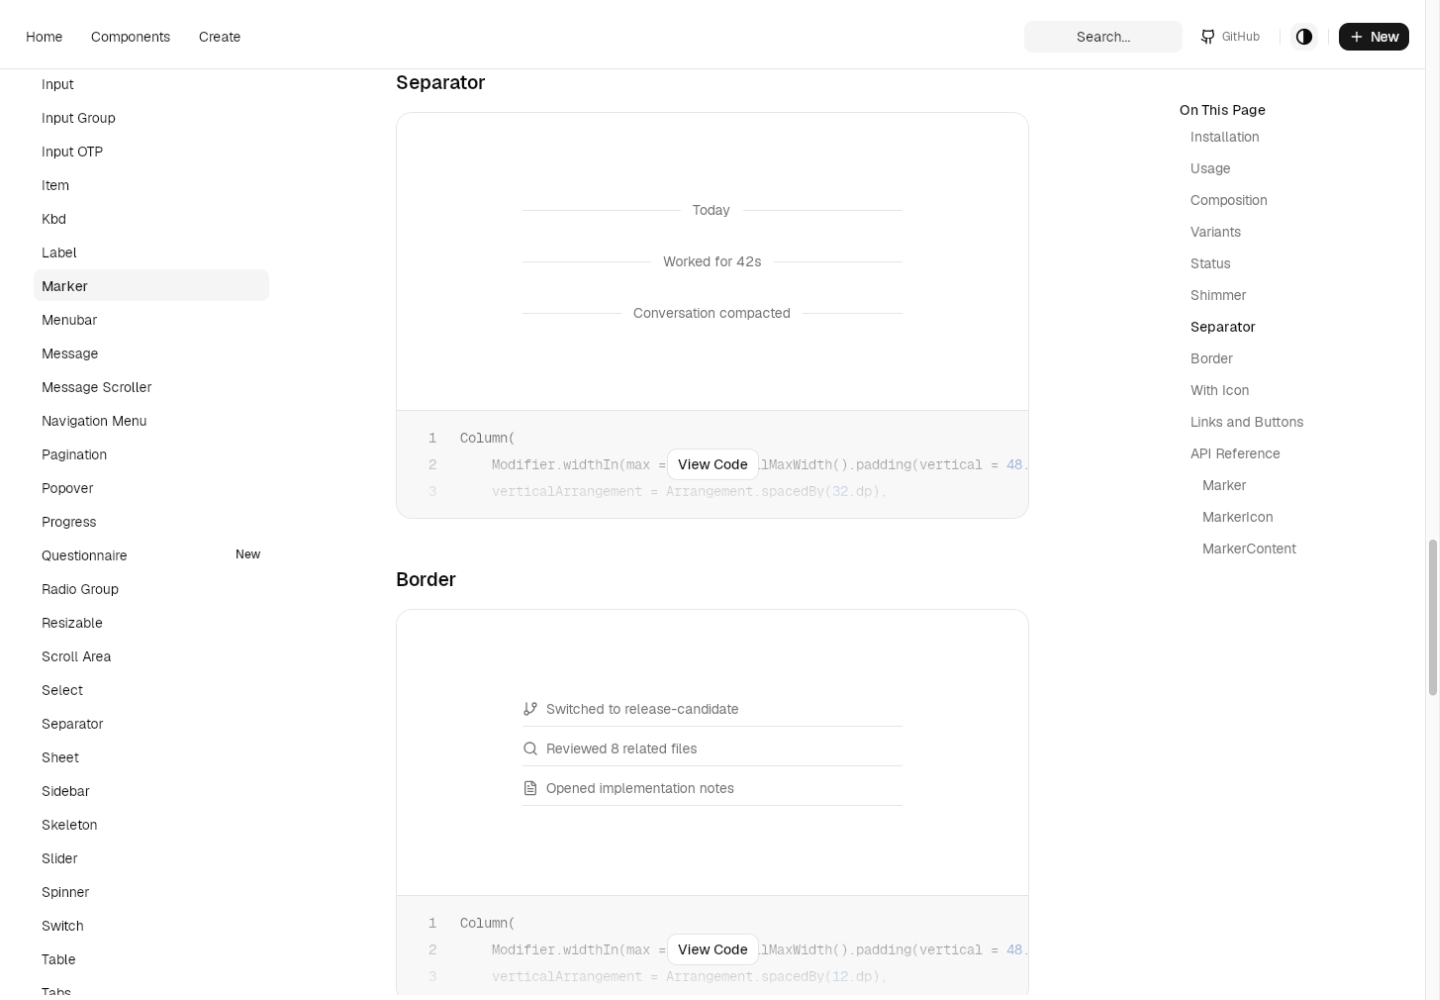 Home
Components
Create
Search...
GitHub
New
Input
Input Group
Input OTP
Item
Kbd
Label
Marker
Menubar
Message
Message Scroller
Navigation Menu
Pagination
Popover
Progress
Questionnaire New
Radio Group
Resizable
Scroll Area
Select
Separator
Sheet
Sidebar
Skeleton
Slider
Spinner
Switch
Table
Tabs
Separator
Today
Worked for 42s
Conversation compacted
1 Column(
2 Modifier.widthIn(max = View Code lMaxWidth().padding(vertical = 48.
3 verticalArrangement = Arrangement.spacedBy(32.dp),
Border
Switched to release-candidate
Reviewed 8 related files
Opened implementation notes
1 Column(
2 Modifier.widthIn(max = View Code lMaxWidth().padding(vertical = 48.
3 verticalArrangement = Arrangement.spacedBy(12.dp),
On This Page
Installation
Usage
Composition
Variants
Status
Shimmer
Separator
Border
With Icon
Links and Buttons
API Reference
Marker
MarkerIcon
MarkerContent